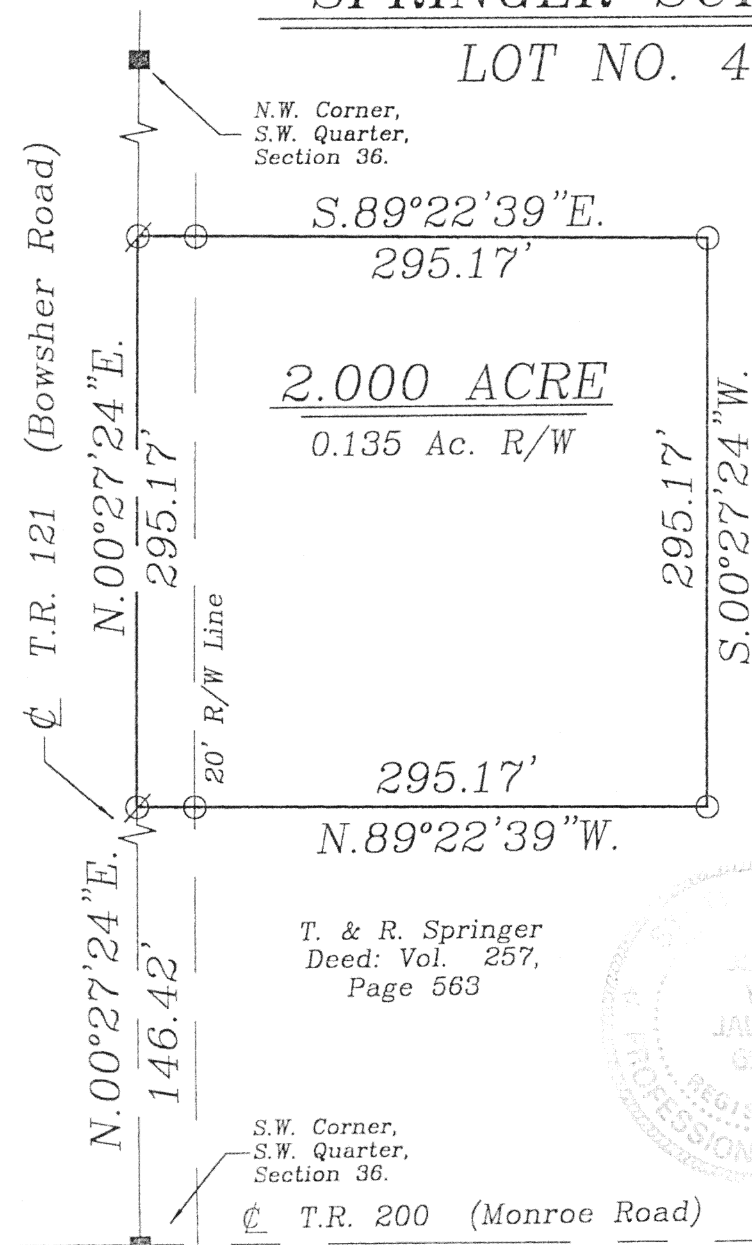 LOT NO. 4
N.W. Corner,
S.W. Quarter,
Section 36.
S.89°22'39"E.
295.17'
2.000 ACRE
0.135 Ac. R/W
℄ T.R. 121 (Bowsher Road)
N.00°27'24"E.
295.17'
20' R/W Line
295.17'
S.00°27'24"W.
295.17'
N.89°22'39"W.
N.00°27'24"E.
146.42'
T. & R. Springer
Deed: Vol. 257,
Page 563
S.W. Corner,
S.W. Quarter,
Section 36.
℄ T.R. 200 (Monroe Road)